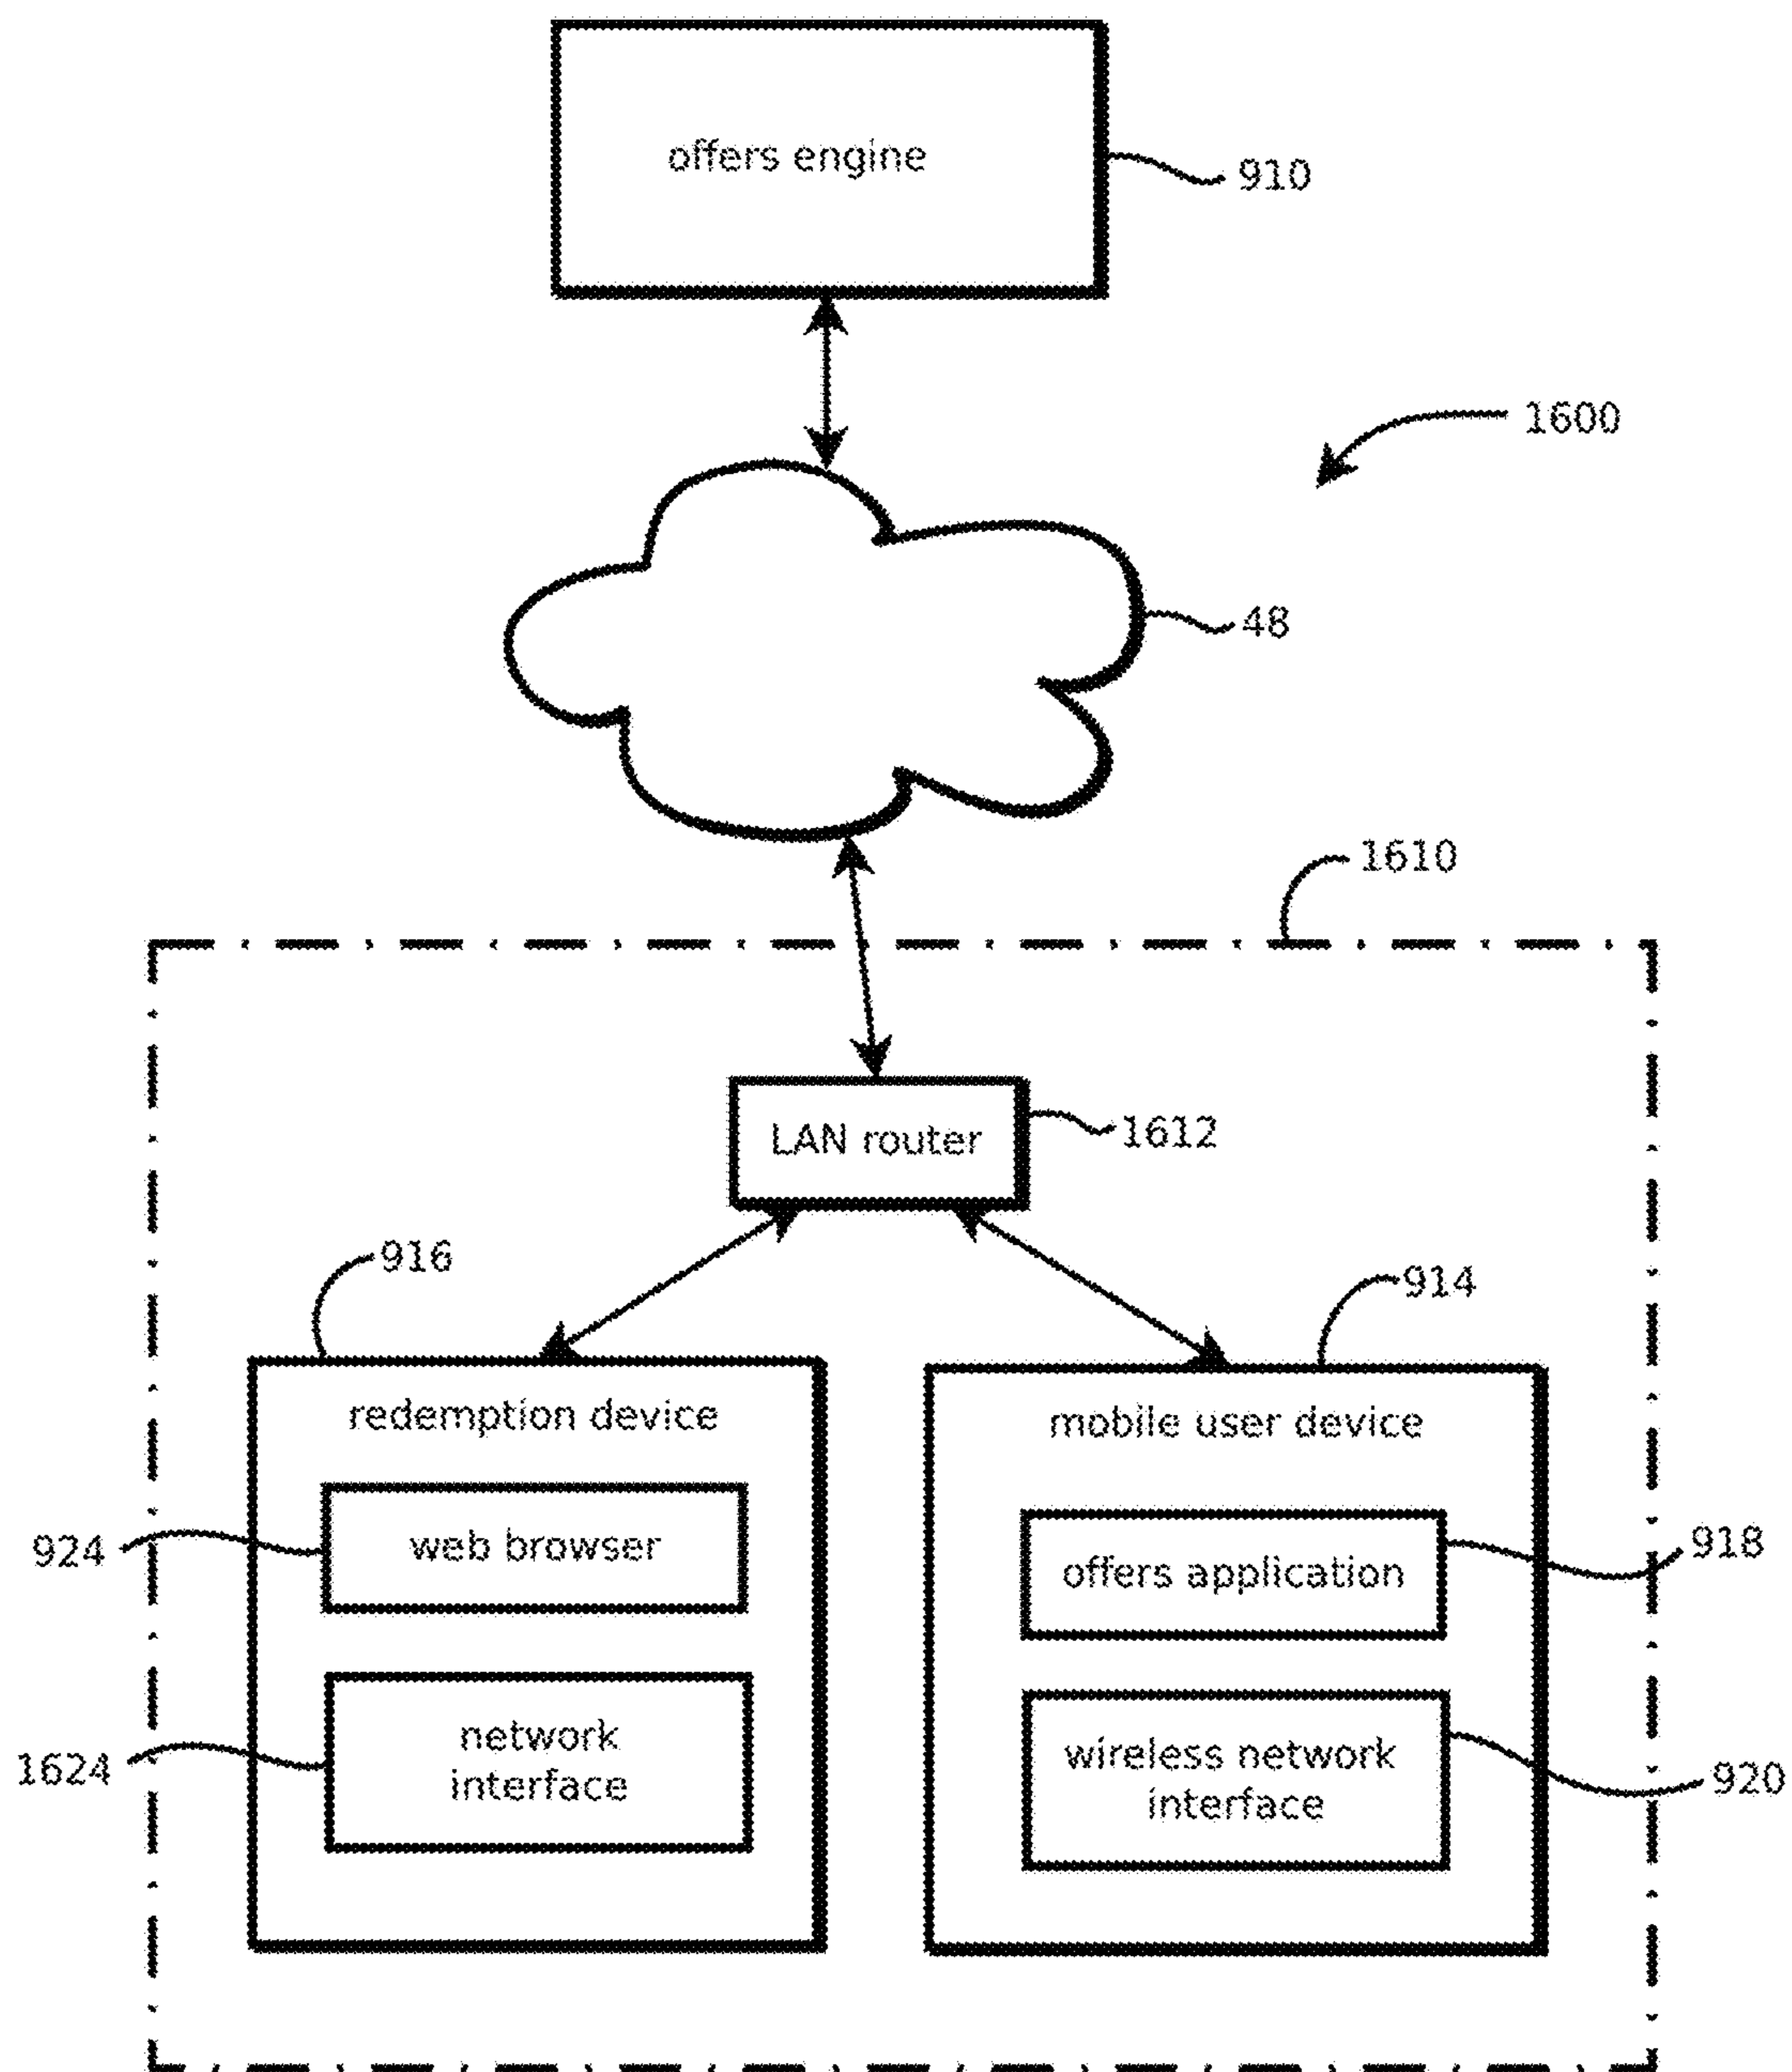 offers engine
910
1600
48
1610
LAN router
1612
916
914
redemption device
mobile user device
924
web browser
offers application
918
1624
network
interface
wireless network
interface
920